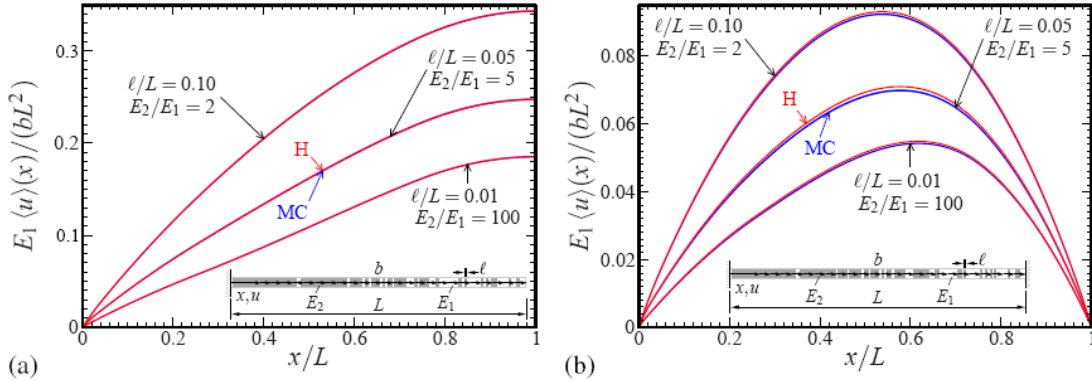 E₁ ⟨u⟩(x)/(bL²)
0.3
0.2
0.1
0
ℓ/L = 0.10
E₂/E₁ = 2
ℓ/L = 0.05
E₂/E₁ = 5
H
MC
ℓ/L = 0.01
E₂/E₁ = 100
b
ℓ
x,u
E₂
L
E₁
0 0.2 0.4 0.6 0.8 1
(a)
x/L
E₁ ⟨u⟩(x)/(bL²)
0.08
0.06
0.04
0.02
0
ℓ/L = 0.10
E₂/E₁ = 2
ℓ/L = 0.05
E₂/E₁ = 5
H
MC
ℓ/L = 0.01
E₂/E₁ = 100
b
ℓ
x,u
E₂
L
E₁
0 0.2 0.4 0.6 0.8 1
(b)
x/L